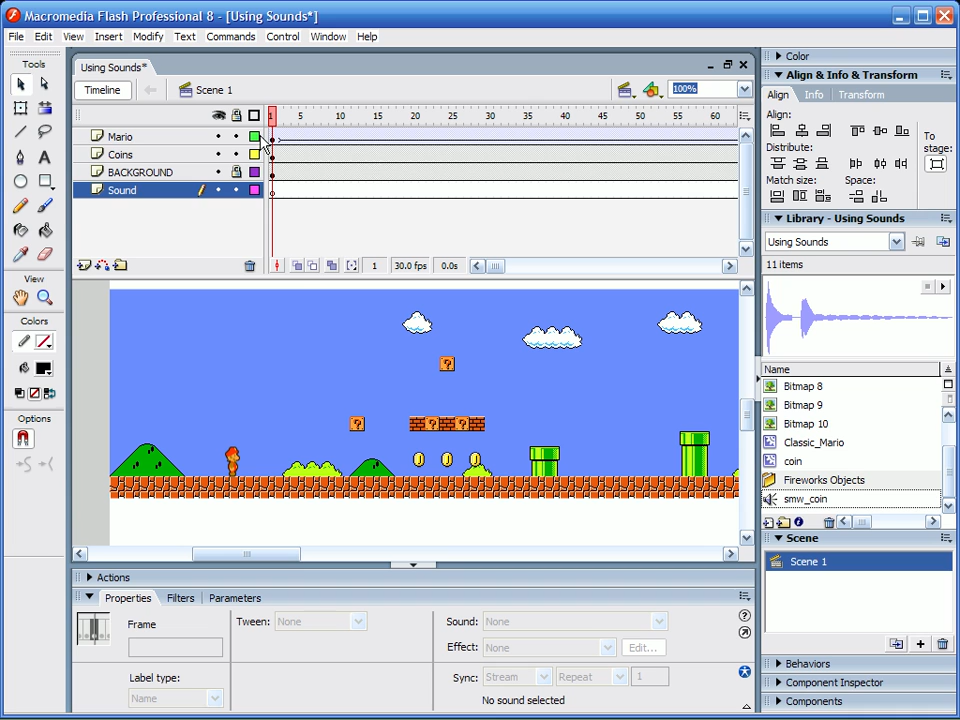 Macromedia Flash Professional 8 - [Using Sounds*]
File Edit View Insert Modify Text Commands Control Window Help
Tools
View
Colors
Options
Using Sounds*
Timeline
Scene 1
100%
1 5 10 15 20 25 30 35 40 45 50 55 60
Mario
Coins
BACKGROUND
Sound
1 30.0 fps 0.0s
? ? ? ?
Actions
Properties Filters Parameters
Frame
Label type:
Name
Tween: None
Sound: None
Effect: None Edit...
Sync: Stream Repeat 1
No sound selected
Color
Align & Info & Transform
Align Info Transform
Align:
To
stage:
Distribute:
Match size: Space:
Library - Using Sounds
Using Sounds
11 items
Name
Bitmap 8
Bitmap 9
Bitmap 10
Classic_Mario
coin
Fireworks Objects
smw_coin
Scene
Scene 1
Behaviors
Component Inspector
Components